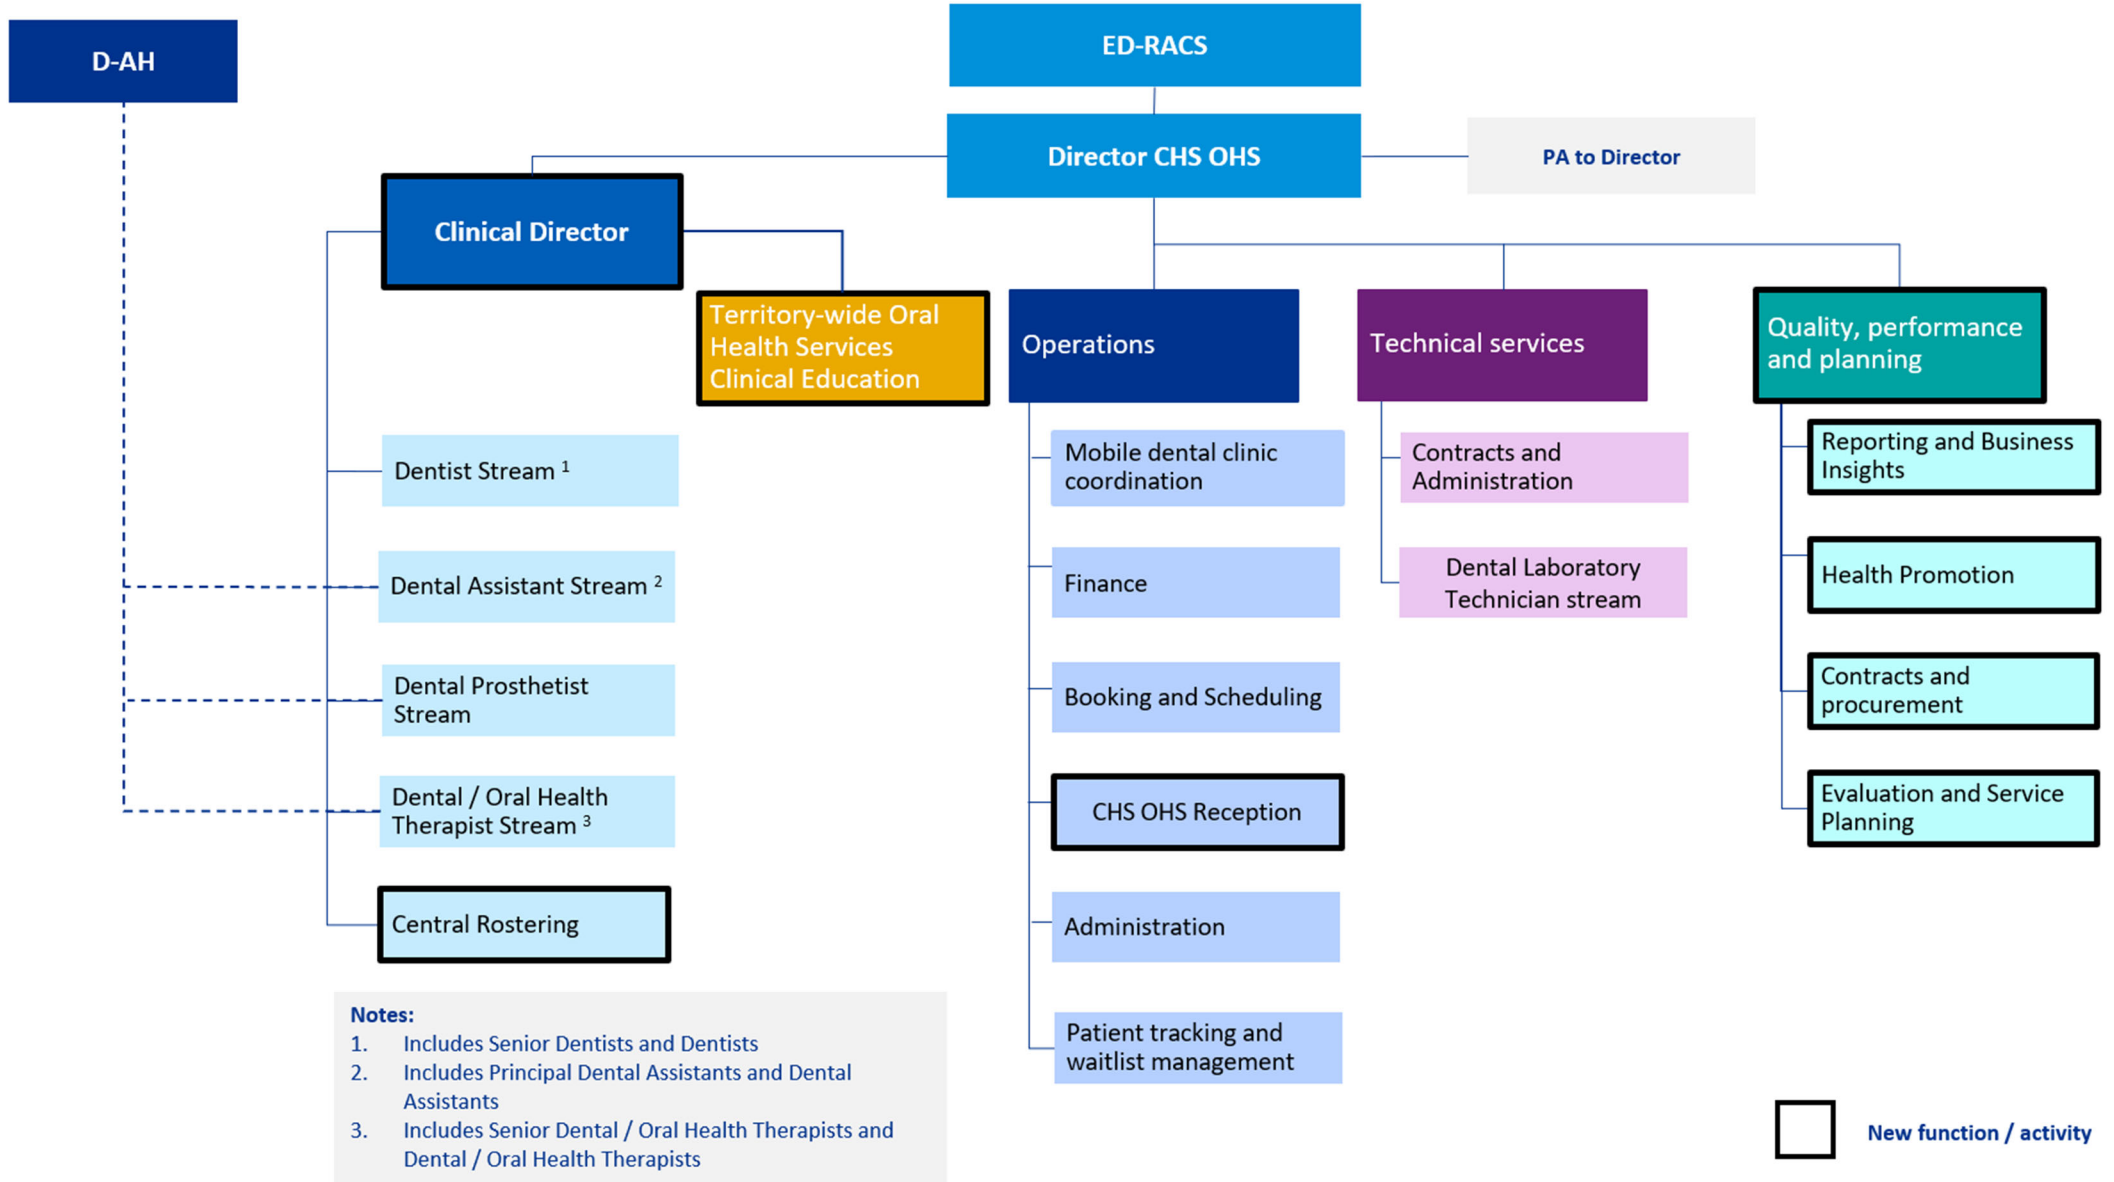 D-AH
ED-RACS
Director CHS OHS
PA to Director
Clinical Director
Territory-wide Oral
Health Services
Clinical Education
Dentist Stream 1
Dental Assistant Stream 2
Dental Prosthetist
Stream
Dental / Oral Health
Therapist Stream 3
Central Rostering
Operations
Mobile dental clinic
coordination
Finance
Booking and Scheduling
CHS OHS Reception
Administration
Patient tracking and
waitlist management
Technical services
Contracts and
Administration
Dental Laboratory
Technician stream
Quality, performance
and planning
Reporting and Business
Insights
Health Promotion
Contracts and
procurement
Evaluation and Service
Planning
Notes:
1. Includes Senior Dentists and Dentists
2. Includes Principal Dental Assistants and Dental
Assistants
3. Includes Senior Dental / Oral Health Therapists and
Dental / Oral Health Therapists
New function / activity